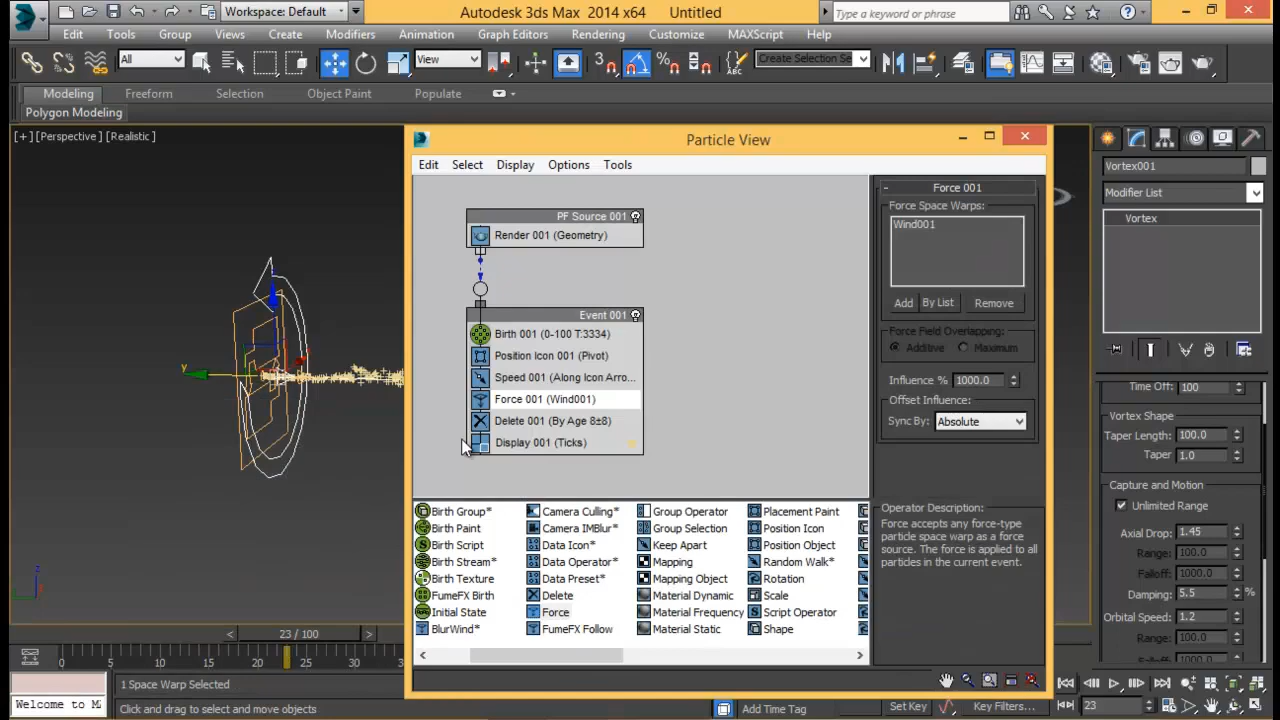 Workspace: Default
Autodesk 3ds Max 2014 x64 Untitled
Type a keyword or phrase
Edit Tools Group Views Create Modifiers Animation Graph Editors Rendering Customize MAXScript Help
All
View
3
Create Selection Se
Modeling Freeform Selection Object Paint Populate
Polygon Modeling
[+] [Perspective] [Realistic]
Particle View
Edit Select Display Options Tools
PF Source 001
Render 001 (Geometry)
Event 001
Birth 001 (0-100 T:3334)
Position Icon 001 (Pivot)
Speed 001 (Along Icon Arro...
Force 001 (Wind001)
Delete 001 (By Age 8±8)
Display 001 (Ticks)
Force 001
Force Space Warps:
Wind001
Add By List Remove
Force Field Overlapping:
Additive Maximum
Influence % 1000.0
Offset Influence:
Sync By: Absolute
Operator Description:
Force accepts any force-type
particle space warp as a force
source. The force is applied to all
particles in the current event.
Birth Group* Camera Culling* Group Operator Placement Paint
Birth Paint Camera IMBlur* Group Selection Position Icon
Birth Script Data Icon* Keep Apart Position Object
Birth Stream* Data Operator* Mapping Random Walk*
Birth Texture Data Preset* Mapping Object Rotation
FumeFX Birth Delete Material Dynamic Scale
Initial State Force Material Frequency Script Operator
BlurWind* FumeFX Follow Material Static Shape
Vortex001
Modifier List
Vortex
Time Off: 100
Vortex Shape
Taper Length: 100.0
Taper: 1.0
Capture and Motion
Unlimited Range
Axial Drop: 1.45
Range: 100.0
Falloff: 1000.0
Damping: 5.5 %
Orbital Speed: 1.2
Range: 100.0
Falloff: 1000.0
y
z
23 / 100
0 5 10 15 20 25 30 35
1 Space Warp Selected
Welcome to M
Click and drag to select and move objects
Add Time Tag
Set Key
Key Filters...
23